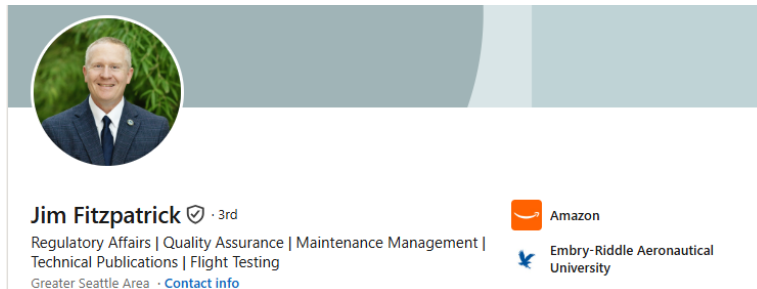 Jim Fitzpatrick · 3rd
Regulatory Affairs | Quality Assurance | Maintenance Management |
Technical Publications | Flight Testing
Greater Seattle Area · Contact info
Amazon
Embry-Riddle Aeronautical
University